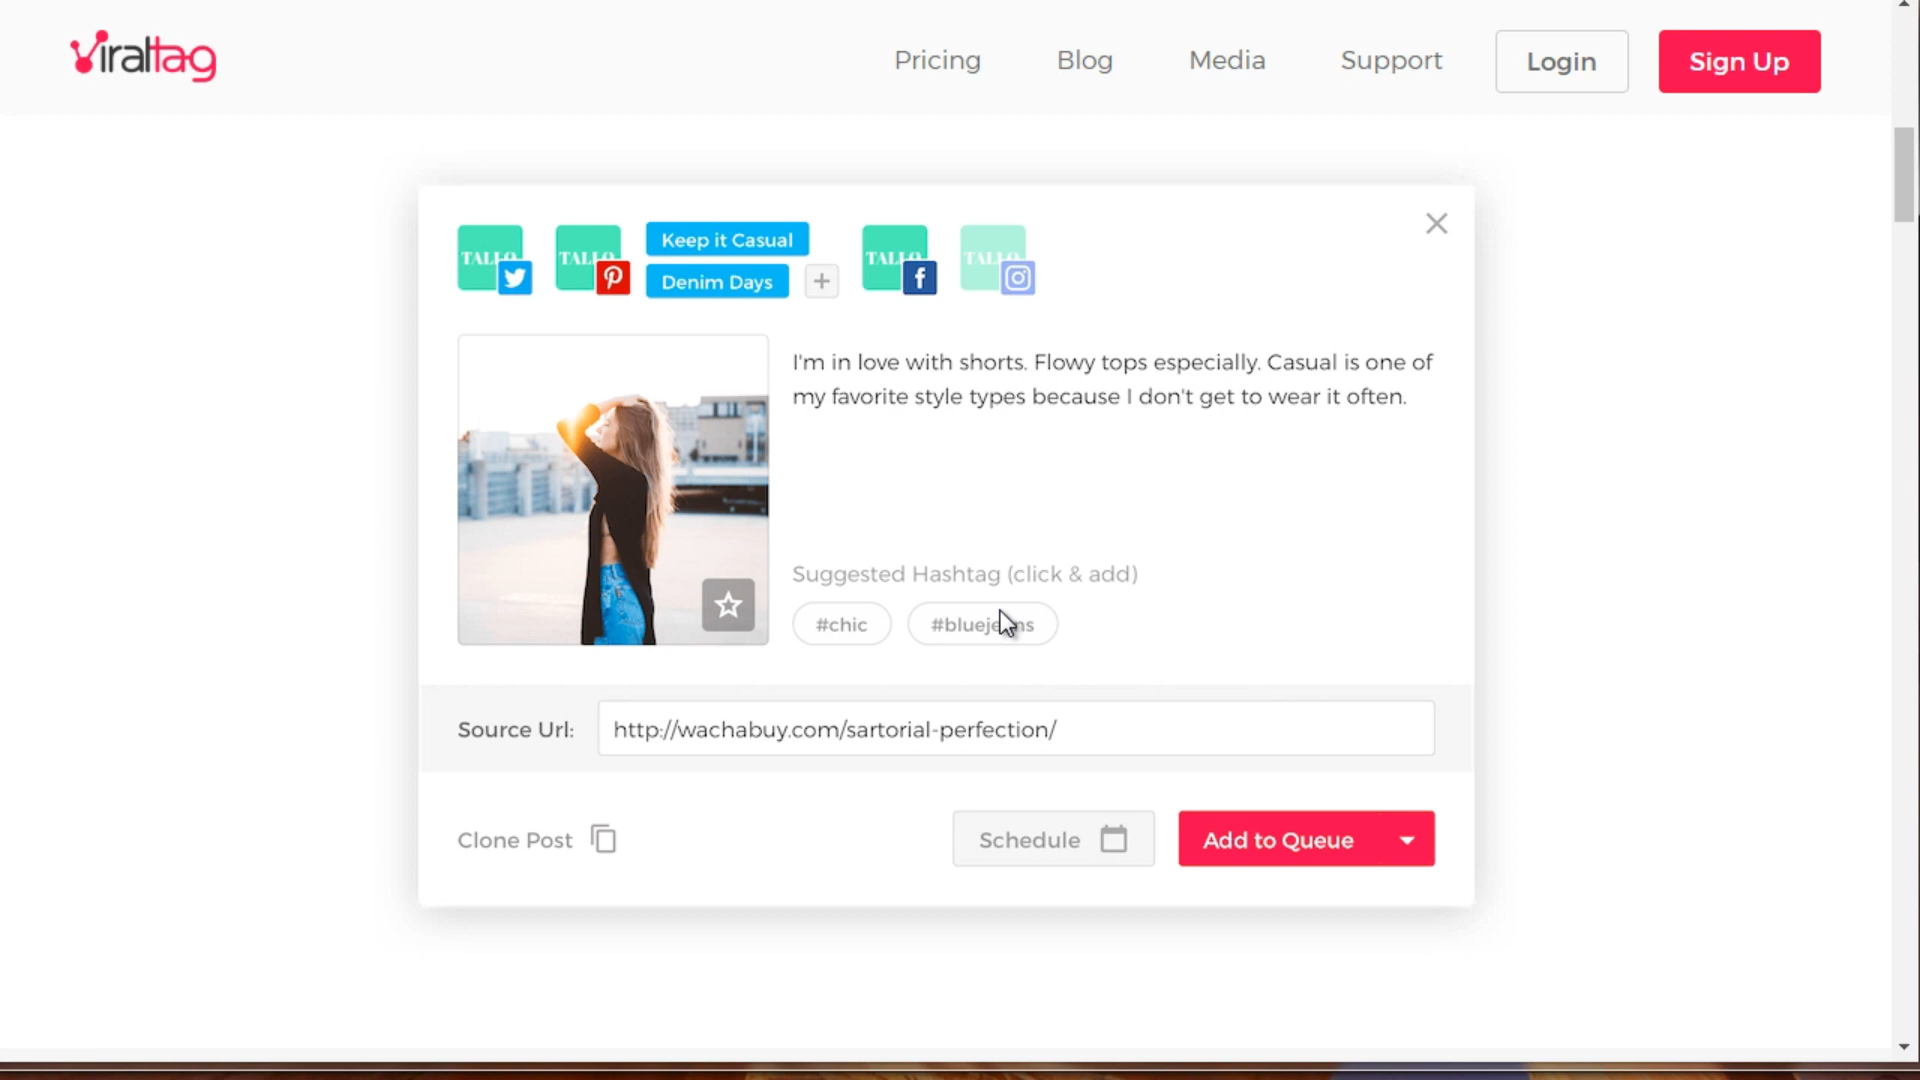 Viraltag
Pricing
Blog
Media
Support
Login
Sign Up
Keep it Casual
Denim Days
+
I'm in love with shorts. Flowy tops especially. Casual is one of
my favorite style types because I don't get to wear it often.
Suggested Hashtag (click & add)
#chic
Source Url:
http://wachabuy.com/sartorial-perfection/
Clone Post
Schedule
Add to Queue